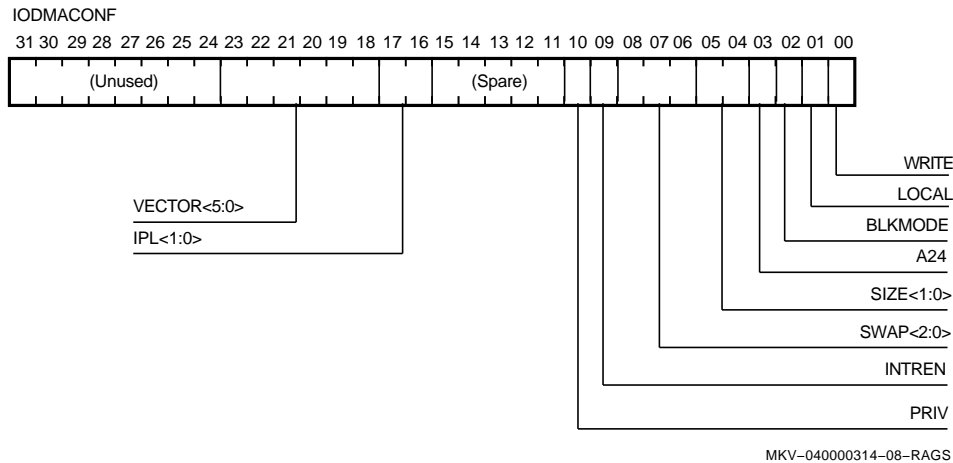 IODMACONF
31 30 29 28 27 26 25 24 23 22 21 20 19 18 17 16 15 14 13 12 11 10 09 08 07 06 05 04 03 02 01 00
(Unused) (Spare)
WRITE
LOCAL
VECTOR<5:0>
BLKMODE
IPL<1:0>
A24
SIZE<1:0>
SWAP<2:0>
INTREN
PRIV
MKV−040000314−08−RAGS